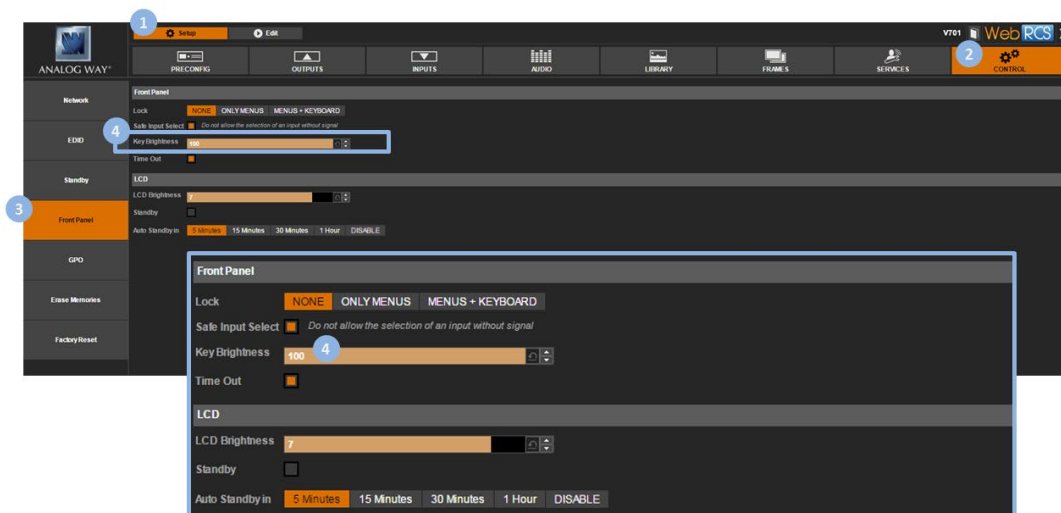 1
Setup
Edit
V701
Web RCS
ANALOG WAY®
PRECONFIG
OUTPUTS
INPUTS
AUDIO
LIBRARY
FRAMES
SERVICES
2
CONTROL
Network
EDID
Standby
3
Front Panel
GPO
Erase Memories
Factory Reset
Front Panel
Lock NONE ONLY MENUS MENUS + KEYBOARD
Safe Input Select Do not allow the selection of an input without signal
4
Key Brightness 100
Time Out
LCD
LCD Brightness 7
Standby
Auto Standby in 5 Minutes 15 Minutes 30 Minutes 1 Hour DISABLE
Front Panel
Lock NONE ONLY MENUS MENUS + KEYBOARD
Safe Input Select Do not allow the selection of an input without signal
Key Brightness 100 4
Time Out
LCD
LCD Brightness 7
Standby
Auto Standby in 5 Minutes 15 Minutes 30 Minutes 1 Hour DISABLE